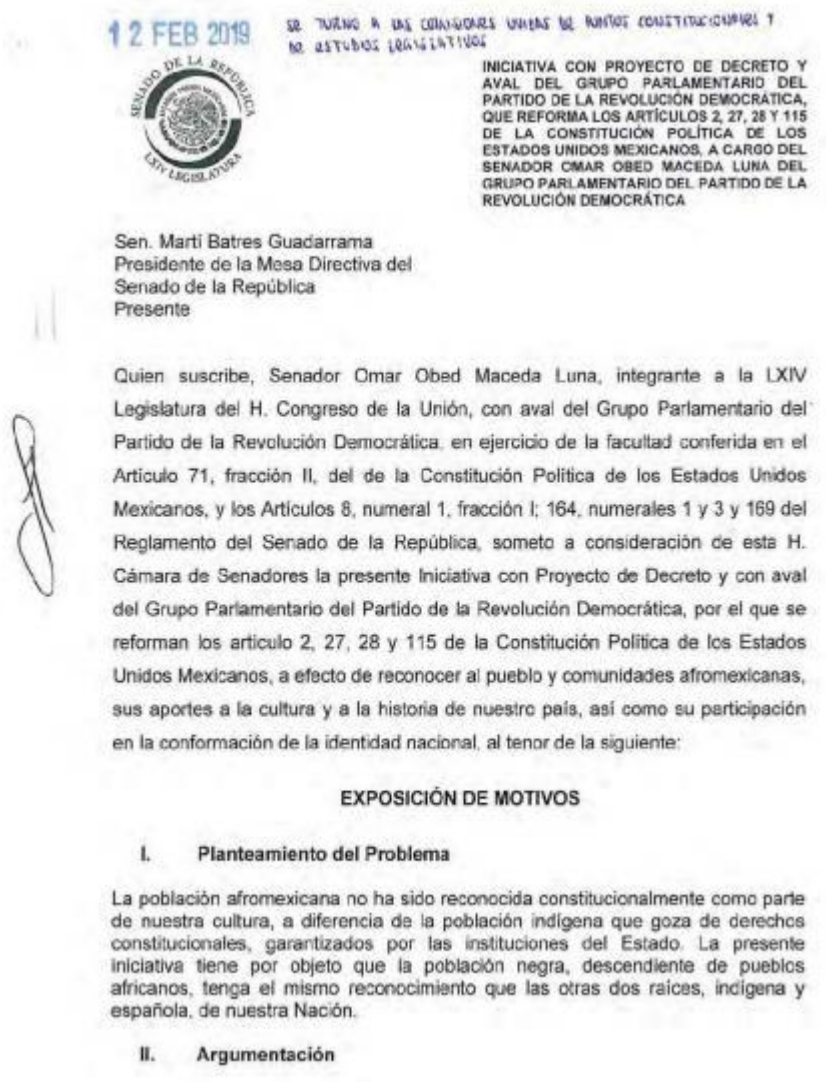 12 FEB 2019
SE TURNÓ A LAS COMISIONES UNIDAS DE PUNTOS CONSTITUCIONALES Y
DE ESTUDIOS LEGISLATIVOS
SENADO DE LA REPÚBLICA
LXIV LEGISLATURA
INICIATIVA CON PROYECTO DE DECRETO Y
AVAL DEL GRUPO PARLAMENTARIO DEL
PARTIDO DE LA REVOLUCIÓN DEMOCRÁTICA,
QUE REFORMA LOS ARTÍCULOS 2, 27, 28 Y 115
DE LA CONSTITUCIÓN POLÍTICA DE LOS
ESTADOS UNIDOS MEXICANOS, A CARGO DEL
SENADOR OMAR OBED MACEDA LUNA DEL
GRUPO PARLAMENTARIO DEL PARTIDO DE LA
REVOLUCIÓN DEMOCRÁTICA
Sen. Martí Batres Guadarrama
Presidente de la Mesa Directiva del
Senado de la República
Presente
Quien suscribe, Senador Omar Obed Maceda Luna, integrante a la LXIV
Legislatura del H. Congreso de la Unión, con aval del Grupo Parlamentario del
Partido de la Revolución Democrática, en ejercicio de la facultad conferida en el
Artículo 71, fracción II, del de la Constitución Política de los Estados Unidos
Mexicanos, y los Artículos 8, numeral 1, fracción I; 164, numerales 1 y 3 y 169 del
Reglamento del Senado de la República, someto a consideración de esta H.
Cámara de Senadores la presente Iniciativa con Proyecto de Decreto y con aval
del Grupo Parlamentario del Partido de la Revolución Democrática, por el que se
reforman los articulo 2, 27, 28 y 115 de la Constitución Política de los Estados
Unidos Mexicanos, a efecto de reconocer al pueblo y comunidades afromexicanas,
sus aportes a la cultura y a la historia de nuestro país, así como su participación
en la conformación de la identidad nacional, al tenor de la siguiente:
EXPOSICIÓN DE MOTIVOS
I. Planteamiento del Problema
La población afromexicana no ha sido reconocida constitucionalmente como parte
de nuestra cultura, a diferencia de la población indígena que goza de derechos
constitucionales, garantizados por las instituciones del Estado. La presente
iniciativa tiene por objeto que la población negra, descendiente de pueblos
africanos, tenga el mismo reconocimiento que las otras dos raíces, indígena y
española, de nuestra Nación.
II. Argumentación